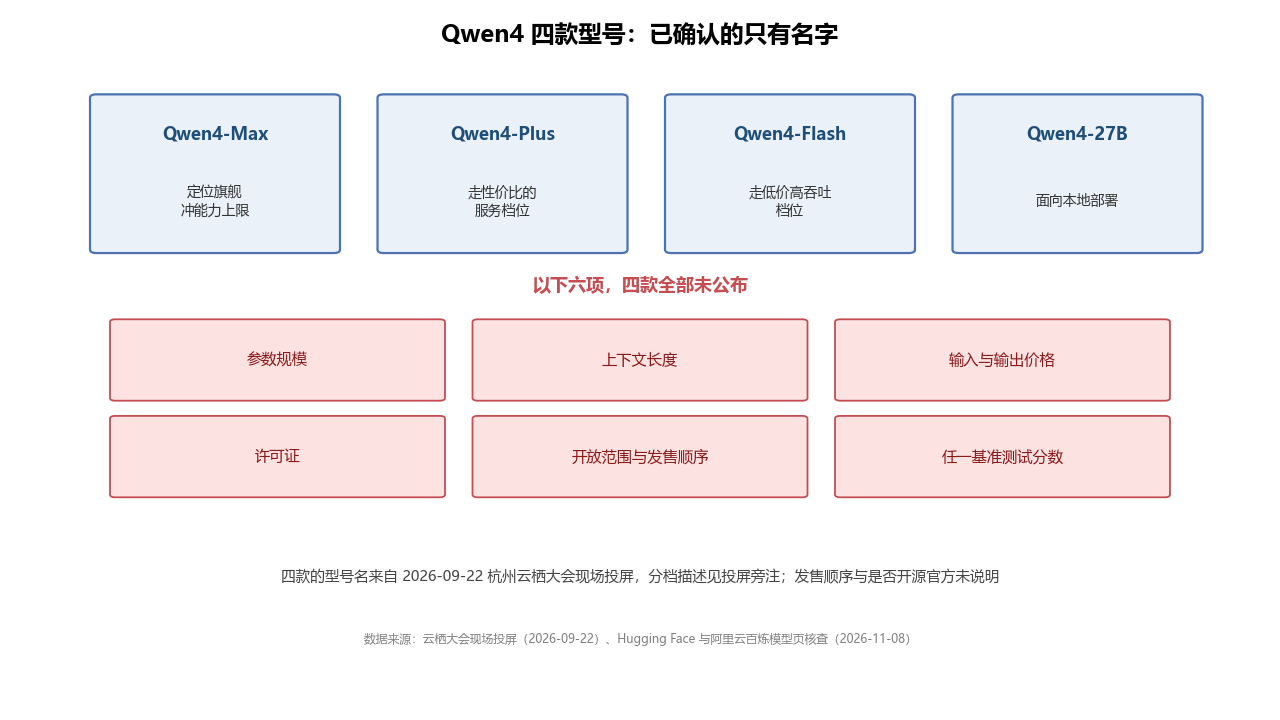 Qwen4 四款型号：已确认的只有名字
Qwen4-Max
定位旗舰
冲能力上限
Qwen4-Plus
走性价比的
服务档位
Qwen4-Flash
走低价高吞吐
档位
Qwen4-27B
面向本地部署
以下六项，四款全部未公布
参数规模
上下文长度
输入与输出价格
许可证
开放范围与发售顺序
任一基准测试分数
四款的型号名来自 2026-09-22 杭州云栖大会现场投屏，分档描述见投屏旁注；发售顺序与是否开源官方未说明
数据来源：云栖大会现场投屏（2026-09-22）、Hugging Face 与阿里云百炼模型页核查（2026-11-08）